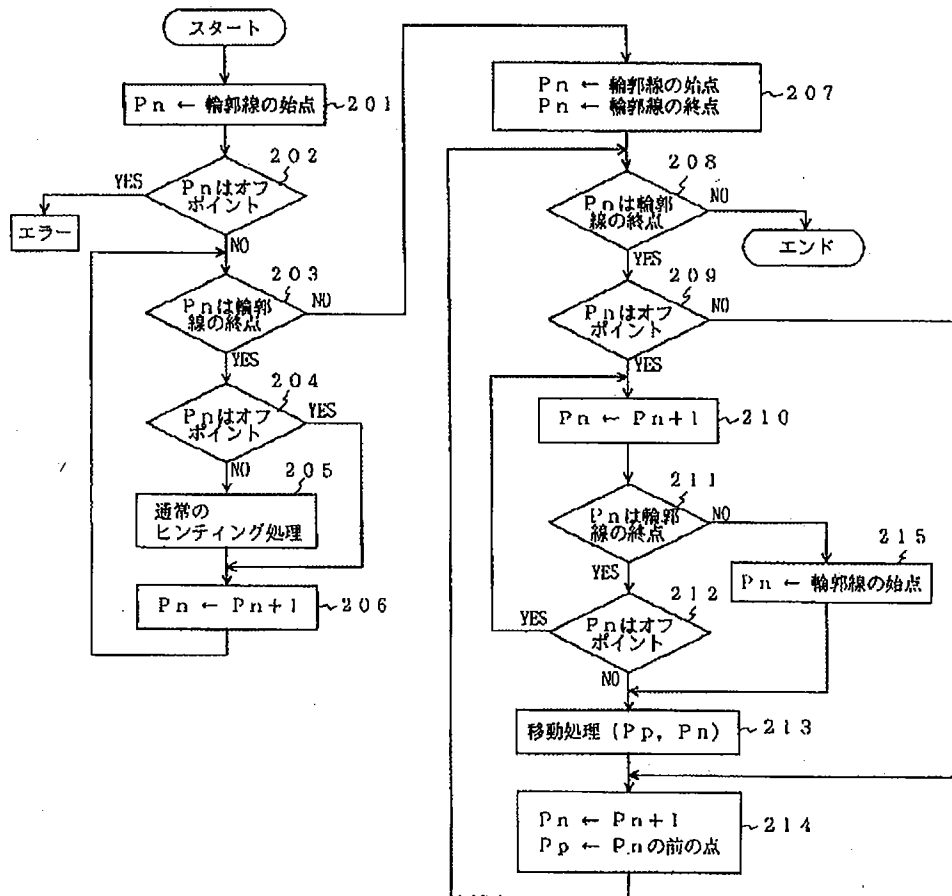 スタート
Pn ← 輪郭線の始点
201
202
Pnはオフ
ポイント
YES
エラー
NO
203
Pnは輪郭
線の終点
NO
YES
204
Pnはオフ
ポイント
YES
NO
205
通常の
ヒンティング処理
Pn ← Pn+1
206
Pn ← 輪郭線の始点
Pn ← 輪郭線の終点
207
208
Pnは輪郭
線の終点
NO
エンド
YES
209
Pnはオフ
ポイント
NO
YES
Pn ← Pn+1
210
211
Pnは輪郭
線の終点
NO
215
Pn ← 輪郭線の始点
YES
212
Pnはオフ
ポイント
YES
NO
移動処理 (Pp, Pn)
213
Pn ← Pn+1
Pp ← Pnの前の点
214